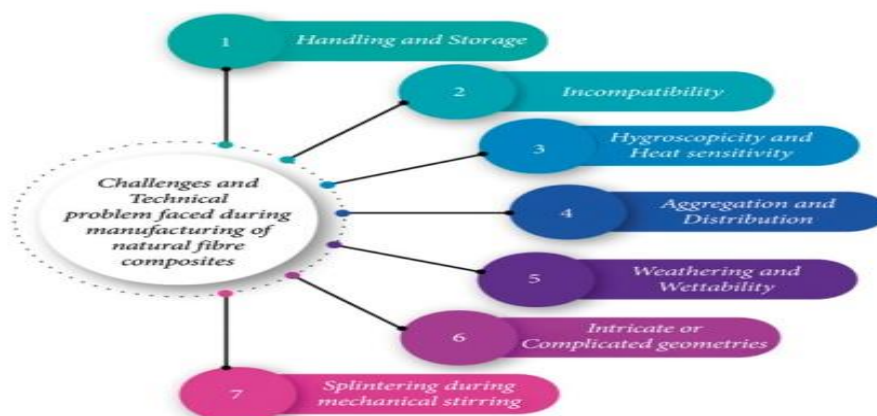 1
Handling and Storage
2
Incompatibility
3
Hygroscopicity and
Heat sensitivity
Challenges and
Technical
problem faced during
manufacturing of
natural fibre
composites
4
Aggregation and
Distribution
5
Weathering and
Wettability
6
Intricate or
Complicated geometries
7
Splintering during
mechanical stirring